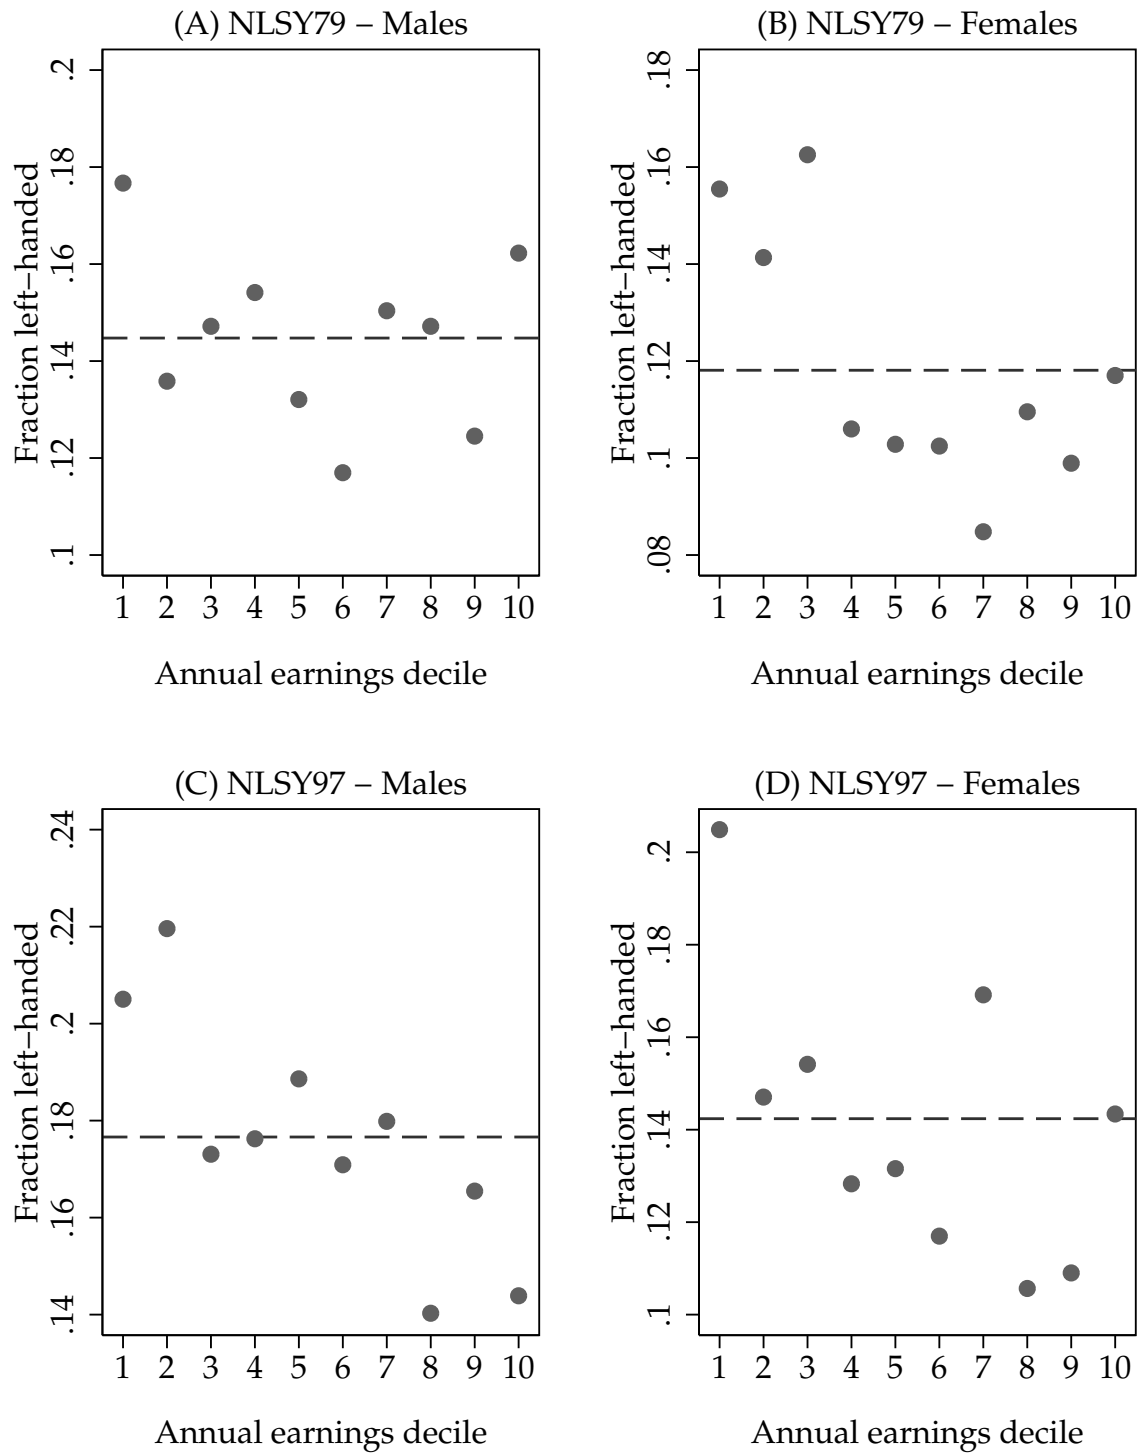 (A) NLSY79 – Males
Fraction left–handed
.2
.18
.16
.14
.12
.1
1 2 3 4 5 6 7 8 9 10
Annual earnings decile
(B) NLSY79 – Females
Fraction left–handed
.18
.16
.14
.12
.1
.08
1 2 3 4 5 6 7 8 9 10
Annual earnings decile
(C) NLSY97 – Males
Fraction left–handed
.24
.22
.2
.18
.16
.14
1 2 3 4 5 6 7 8 9 10
Annual earnings decile
(D) NLSY97 – Females
Fraction left–handed
.2
.18
.16
.14
.12
.1
1 2 3 4 5 6 7 8 9 10
Annual earnings decile